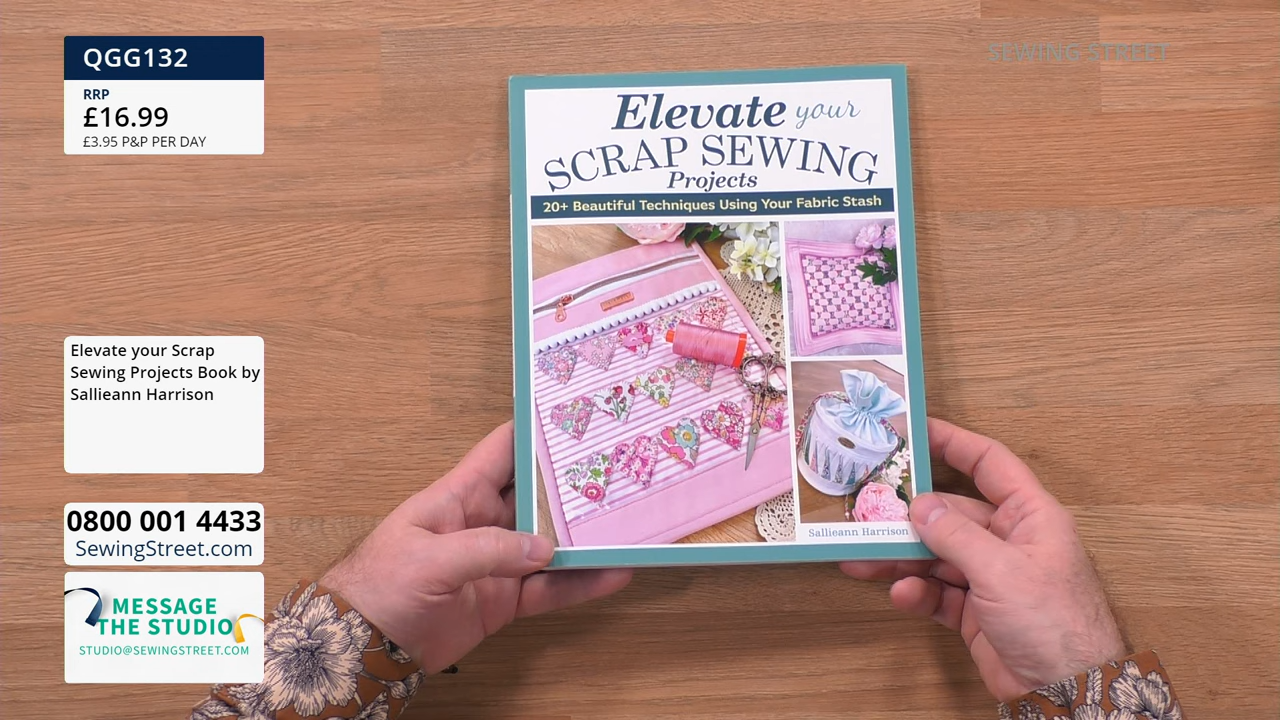 QGG132
RRP
£16.99
£3.95 P&P PER DAY
Elevate your Scrap
Sewing Projects Book by
Sallieann Harrison
0800 001 4433
SewingStreet.com
MESSAGE
THE STUDIO
STUDIO@SEWINGSTREET.COM
SEWING STREET
Elevate your
SCRAP SEWING
Projects
20+ Beautiful Techniques Using Your Fabric Stash
Sallieann Harrison